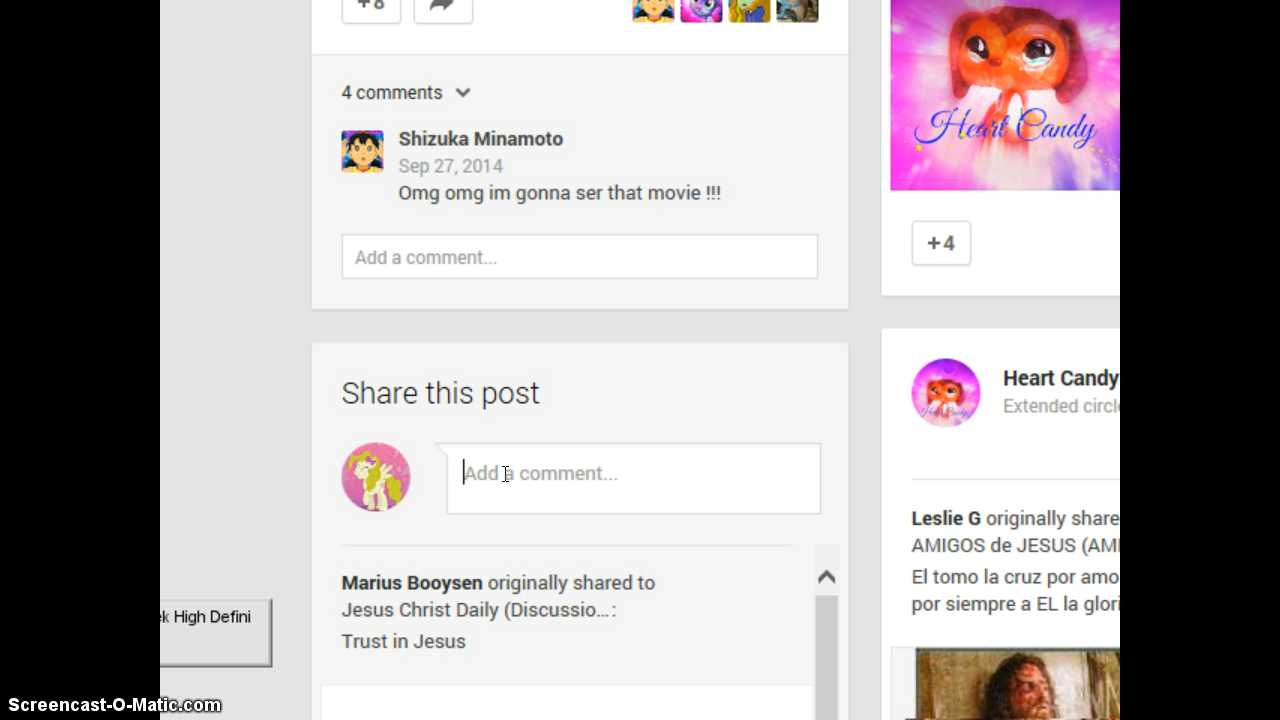 +8
4 comments
Shizuka Minamoto
Sep 27, 2014
Omg omg im gonna ser that movie !!!
Add a comment...
Share this post
Add a comment...
Marius Booysen originally shared to
Jesus Christ Daily (Discussio... :
Trust in Jesus
Heart Candy
+4
Heart Candy
Extended circl
Leslie G originally share
AMIGOS de JESUS (AMI
El tomo la cruz por amo
por siempre a EL la glori
ek High Defini
Screencast-O-Matic.com